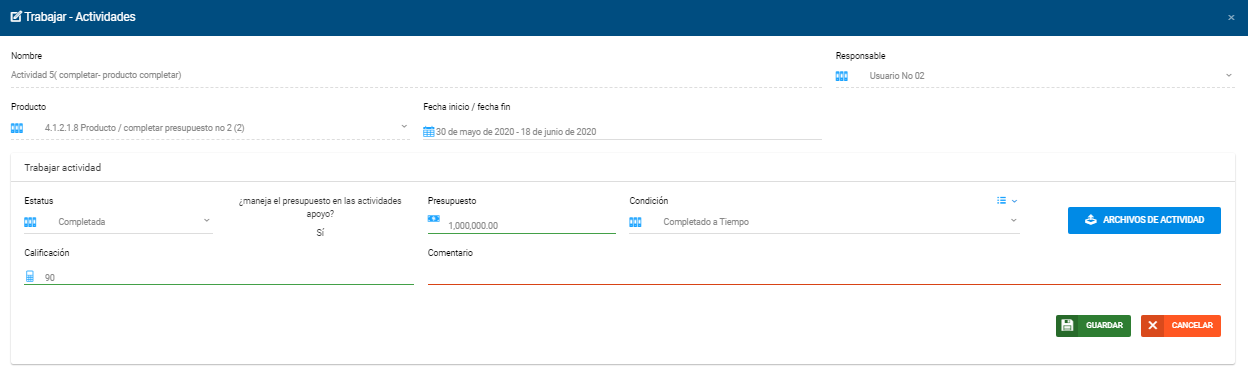 Trabajar - Actividades
Nombre
Responsable
Actividad 5( completar- producto completar)
Usuario No 02
Producto
Fecha inicio / fecha fin
4.1.2.1.8 Producto / completar presupuesto no 2 (2)
30 de mayo de 2020 - 18 de junio de 2020
Trabajar actividad
Estatus
¿maneja el presupuesto en las actividades
apoyo?
Sí
Presupuesto
Condición
Completada
1,000,000.00
Completado a Tiempo
ARCHIVOS DE ACTIVIDAD
Calificación
Comentario
90
GUARDAR
CANCELAR